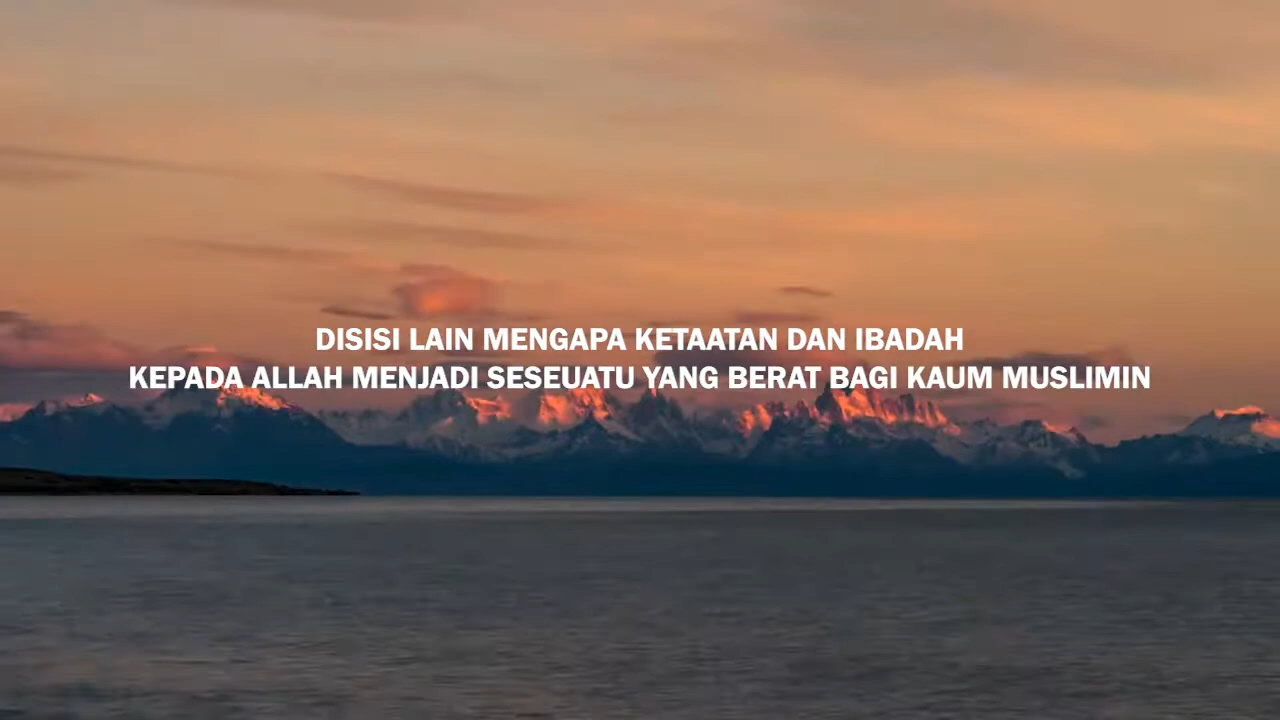 DISISI LAIN MENGAPA KETAATAN DAN IBADAH
KEPADA ALLAH MENJADI SESEUATU YANG BERAT BAGI KAUM MUSLIMIN